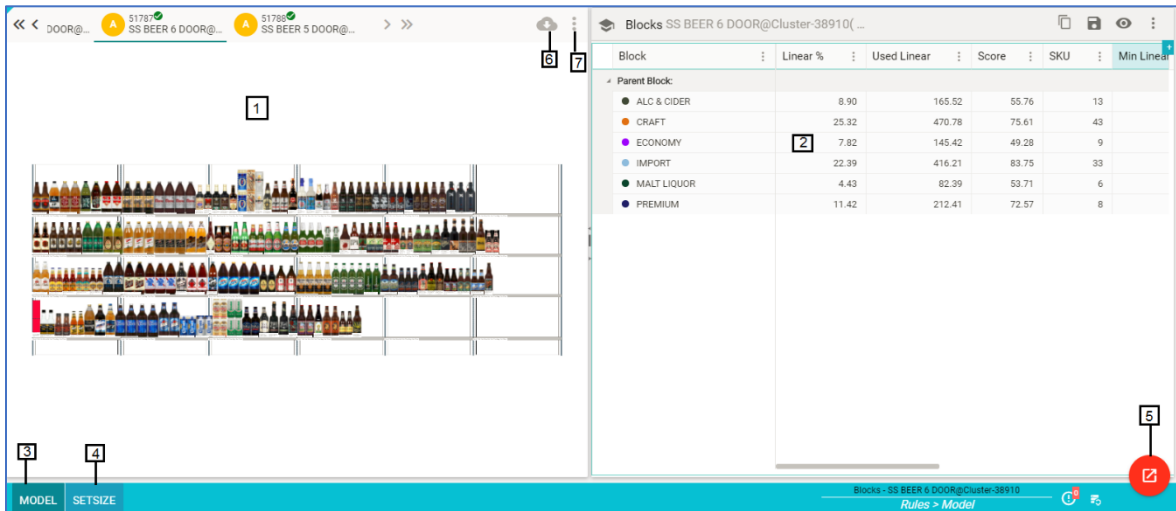 DOOR@...
A
51787
SS BEER 6 DOOR@...
A
51788
SS BEER 5 DOOR@...
6
7
1
Blocks SS BEER 6 DOOR@Cluster-38910( ...
Block Linear % Used Linear Score SKU Min Linear
Parent Block:
ALC & CIDER 8.90 165.52 55.76 13
CRAFT 25.32 470.78 75.61 43
ECONOMY 2 7.82 145.42 49.28 9
IMPORT 22.39 416.21 83.75 33
MALT LIQUOR 4.43 82.39 53.71 6
PREMIUM 11.42 212.41 72.57 8
5
3
4
MODEL SETSIZE
Blocks - SS BEER 6 DOOR@Cluster-38910
Rules > Model
0